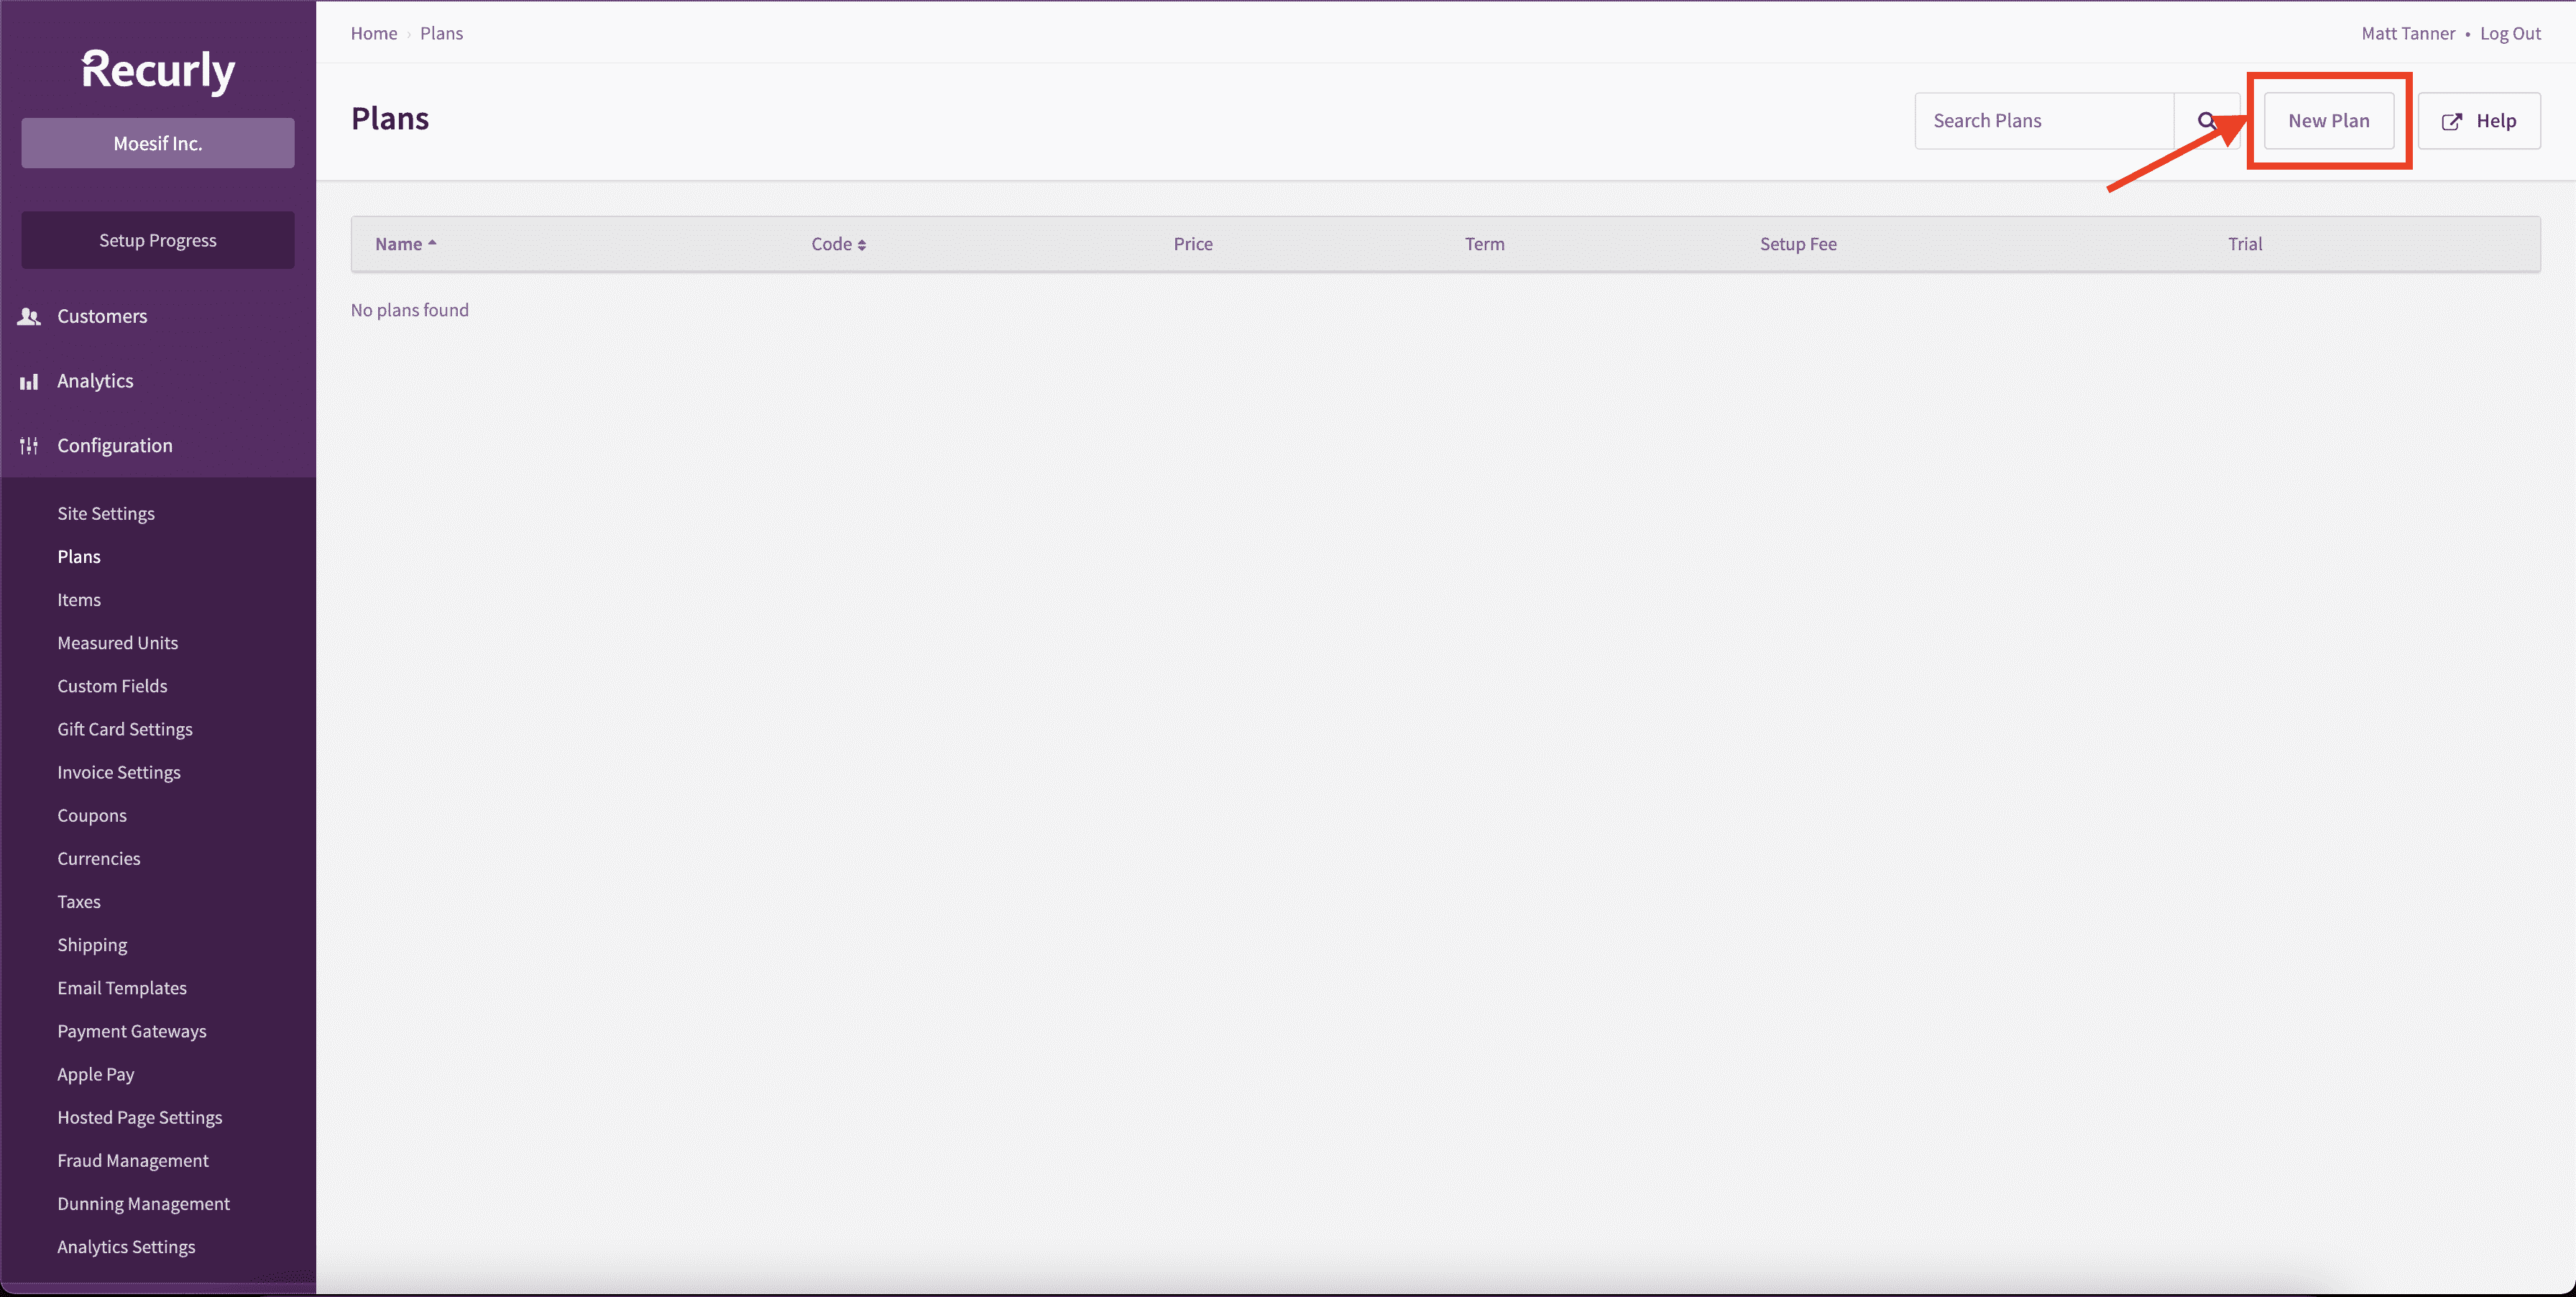 Recurly
Moesif Inc.
Setup Progress
Customers
Analytics
Configuration
Site Settings
Plans
Items
Measured Units
Custom Fields
Gift Card Settings
Invoice Settings
Coupons
Currencies
Taxes
Shipping
Email Templates
Payment Gateways
Apple Pay
Hosted Page Settings
Fraud Management
Dunning Management
Analytics Settings
Home › Plans
Matt Tanner • Log Out
Plans
Search Plans
New Plan
Help
Name Code Price Term Setup Fee Trial
No plans found